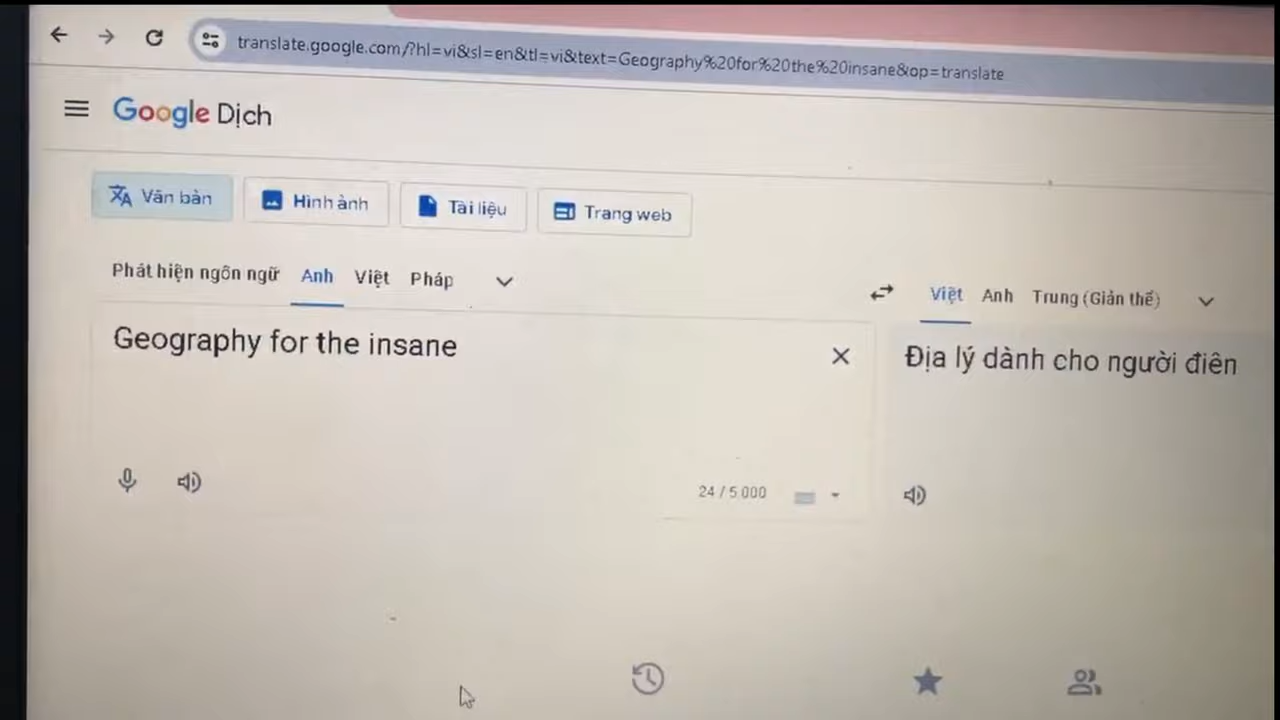 translate.google.com/?hl=vi&sl=en&tl=vi&text=Geography%20for%20the%20insane&op=translate
Google Dịch
Văn bản
Hình ảnh
Tài liệu
Trang web
Phát hiện ngôn ngữ Anh Việt Pháp
Việt Anh Trung (Giản thể)
Geography for the insane
Địa lý dành cho người điên
24 / 5.000